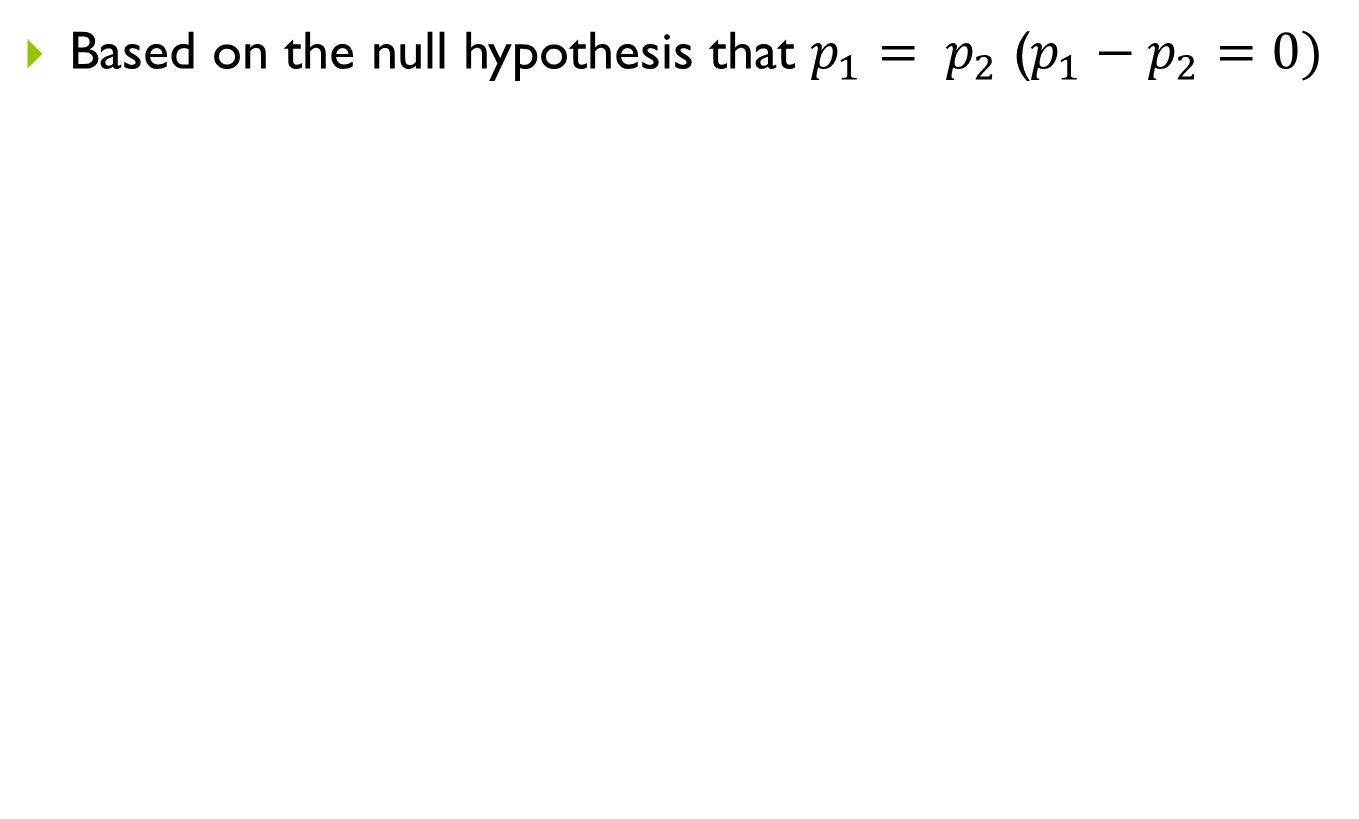 Based on the null hypothesis that 𝑝₁ = 𝑝₂ (𝑝₁ − 𝑝₂ = 0)